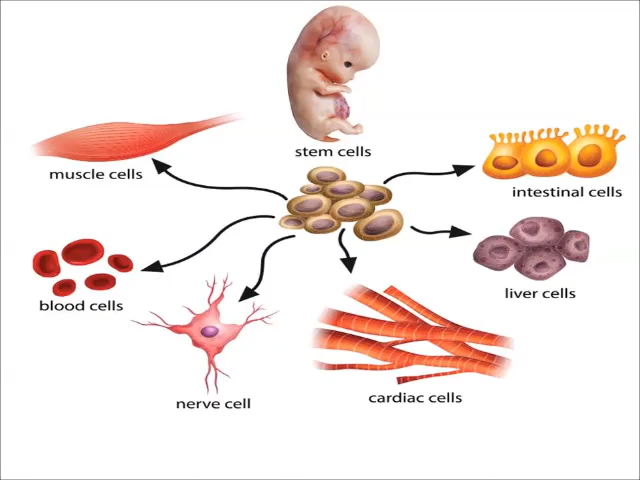 stem cells
muscle cells
intestinal cells
blood cells
liver cells
nerve cell
cardiac cells